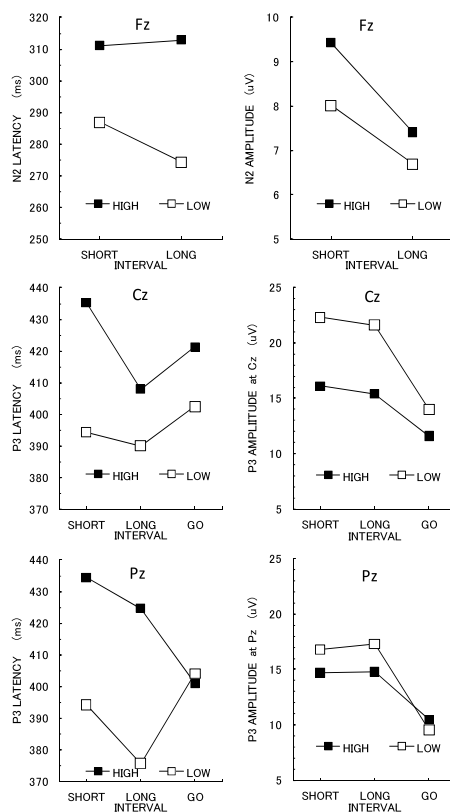 Fz
320
310
300
290
280
270
260
250
N2 LATENCY (ms)
HIGH LOW
SHORT LONG
INTERVAL
Fz
10
9
8
7
6
5
N2 AMPLITUDE (uV)
HIGH LOW
SHORT LONG
INTERVAL
Cz
440
430
420
410
400
390
380
370
P3 LATENCY (ms)
HIGH LOW
SHORT LONG GO
INTERVAL
Cz
25
20
15
10
5
P3 AMPLITUDE at Cz (uV)
HIGH LOW
SHORT LONG GO
INTERVAL
Pz
440
430
420
410
400
390
380
370
P3 LATENCY (ms)
HIGH LOW
SHORT LONG GO
INTERVAL
Pz
25
20
15
10
5
P3 AMPLITUDE at Pz (uV)
HIGH LOW
SHORT LONG GO
INTERVAL